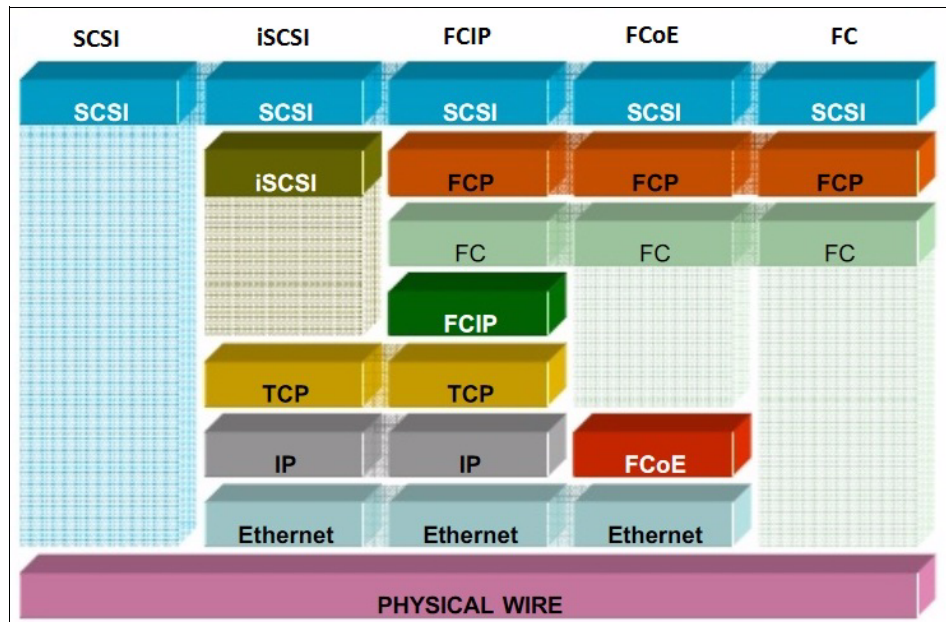 SCSI iSCSI FCIP FCoE FC
SCSI SCSI SCSI SCSI SCSI
iSCSI FCP FCP FCP
FC FC FC
FCIP
TCP TCP
IP IP FCoE
Ethernet Ethernet Ethernet
PHYSICAL WIRE